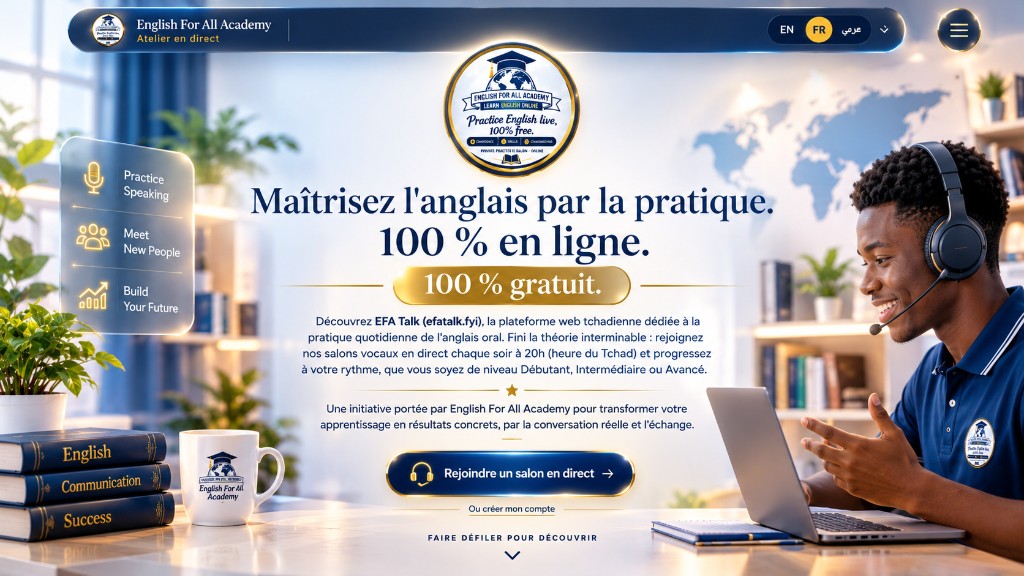 English For All Academy
Atelier en direct
EN FR عربي
ENGLISH FOR ALL ACADEMY
LEARN ENGLISH ONLINE
Practice English live,
100% free.
Practice
Speaking
Meet
New People
Build
Your Future
Maîtrisez l'anglais par la pratique.
100 % en ligne.
100 % gratuit.
Découvrez EFA Talk (efatalk.fyi), la plateforme web tchadienne dédiée à la
pratique quotidienne de l'anglais oral. Fini la théorie interminable : rejoignez
nos salons vocaux en direct chaque soir à 20h (heure du Tchad) et progressez
à votre rythme, que vous soyez de niveau Débutant, Intermédiaire ou Avancé.
Une initiative portée par English For All Academy pour transformer votre
apprentissage en résultats concrets, par la conversation réelle et l'échange.
Rejoindre un salon en direct →
Ou créer mon compte
FAIRE DÉFILER POUR DÉCOUVRIR
English
Communication
Success
English For All
Academy